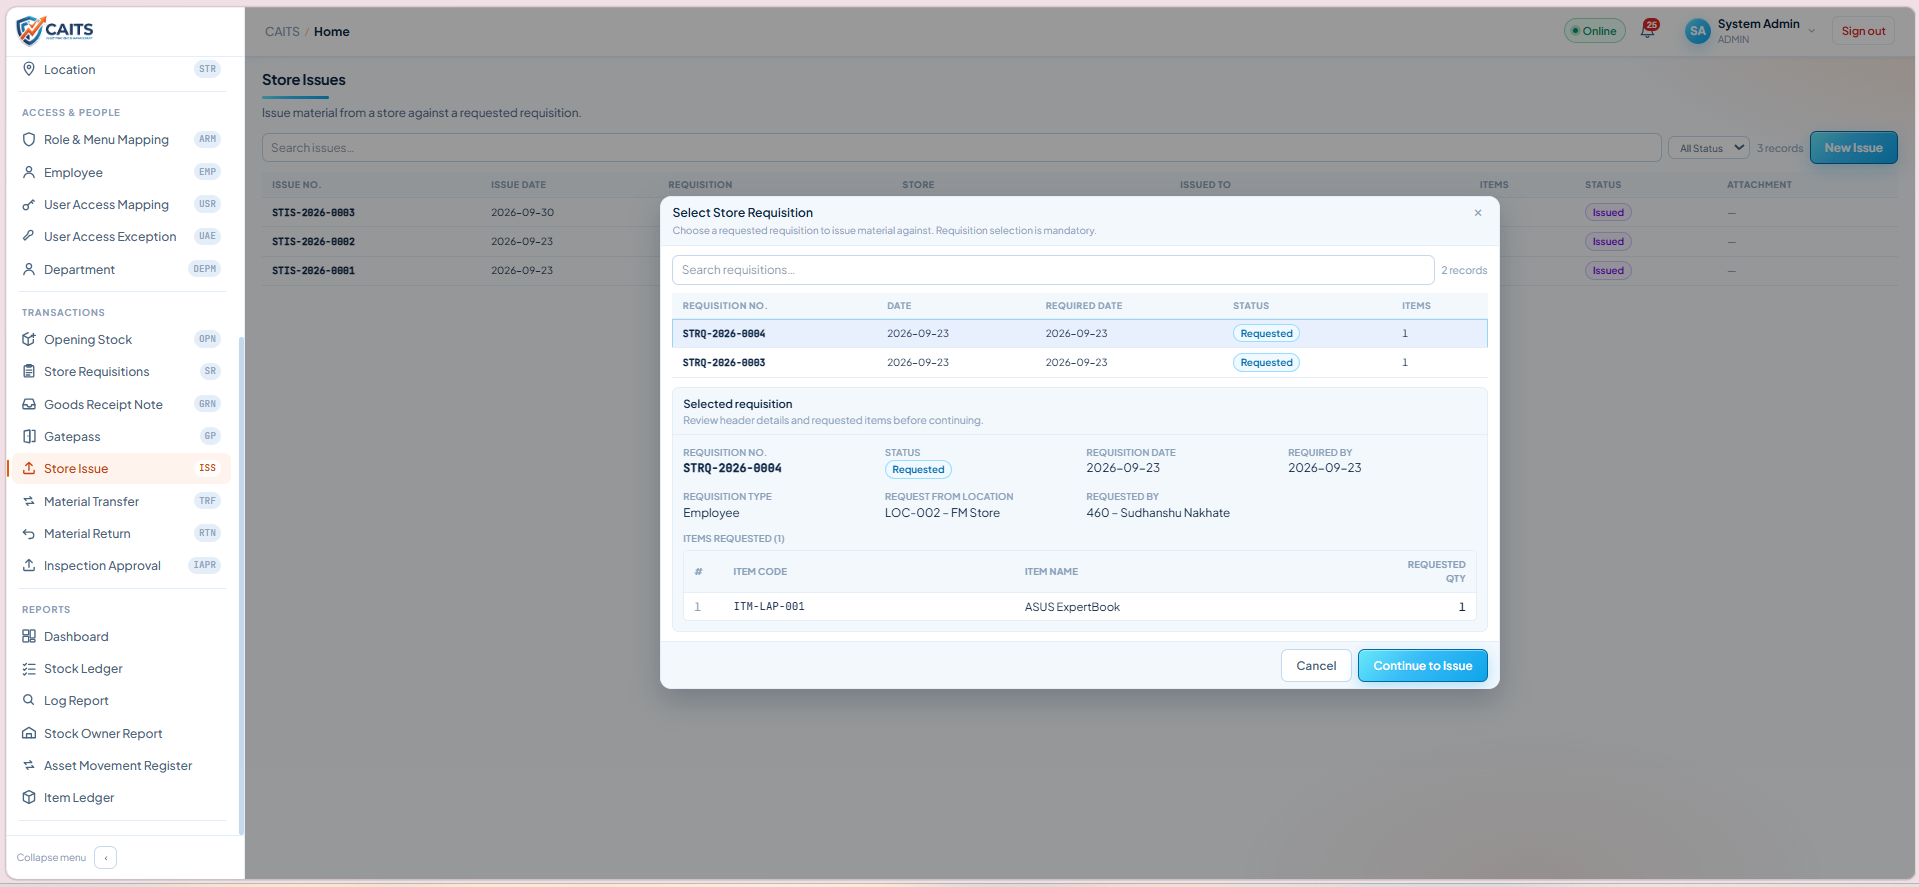 CAITS
Location STR
ACCESS & PEOPLE
Role & Menu Mapping ARM
Employee EMP
User Access Mapping USR
User Access Exception UAE
Department DEPM
TRANSACTIONS
Opening Stock OPN
Store Requisitions SR
Goods Receipt Note GRN
Gatepass GP
Store Issue ISS
Material Transfer TRF
Material Return RTN
Inspection Approval IAPR
REPORTS
Dashboard
Stock Ledger
Log Report
Stock Owner Report
Asset Movement Register
Item Ledger
Collapse menu ‹
CAITS / Home
Online 25 SA System Admin Sign out
ADMIN
Store Issues
Issue material from a store against a requested requisition.
Search issues... All Status 3 records New Issue
ISSUE NO. ISSUE DATE REQUISITION STORE ISSUED TO ITEMS STATUS ATTACHMENT
STIS-2026-0003 2026-09-30 Issued —
STIS-2026-0002 2026-09-23 Issued —
STIS-2026-0001 2026-09-23 Issued —
Select Store Requisition ×
Choose a requested requisition to issue material against. Requisition selection is mandatory.
Search requisitions... 2 records
REQUISITION NO. DATE REQUIRED DATE STATUS ITEMS
STRQ-2026-0004 2026-09-23 2026-09-23 Requested 1
STRQ-2026-0003 2026-09-23 2026-09-23 Requested 1
Selected requisition
Review header details and requested items before continuing.
REQUISITION NO. STATUS REQUISITION DATE REQUIRED BY
STRQ-2026-0004 Requested 2026-09-23 2026-09-23
REQUISITION TYPE REQUEST FROM LOCATION REQUESTED BY
Employee LOC-002 – FM Store 460 – Sudhanshu Nakhate
ITEMS REQUESTED (1)
# ITEM CODE ITEM NAME REQUESTED QTY
1 ITM-LAP-001 ASUS ExpertBook 1
Cancel Continue to Issue